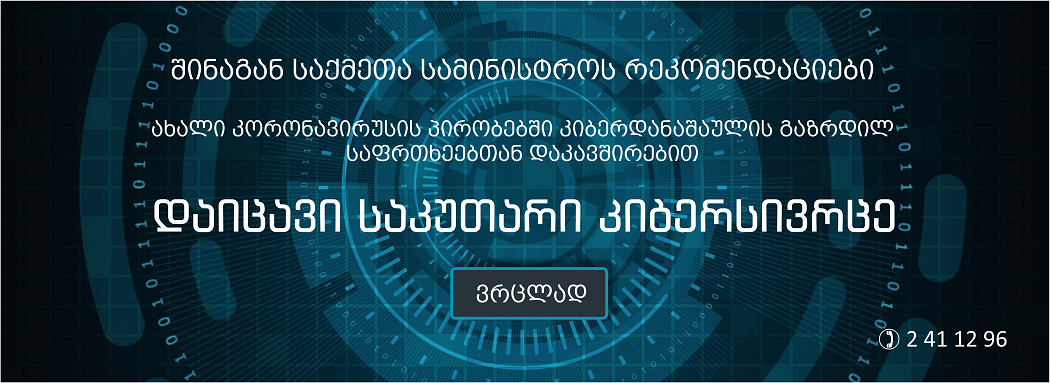 შინაგან საქმეთა სამინისტროს რეკომენდაციები
ახალი კორონავირუსის პირობებში კიბერდანაშაულის გაზრდილ
საფრთხეებთან დაკავშირებით
დაიცავი საკუთარი კიბერსივრცე
ვრცლად
✆ 2 41 12 96